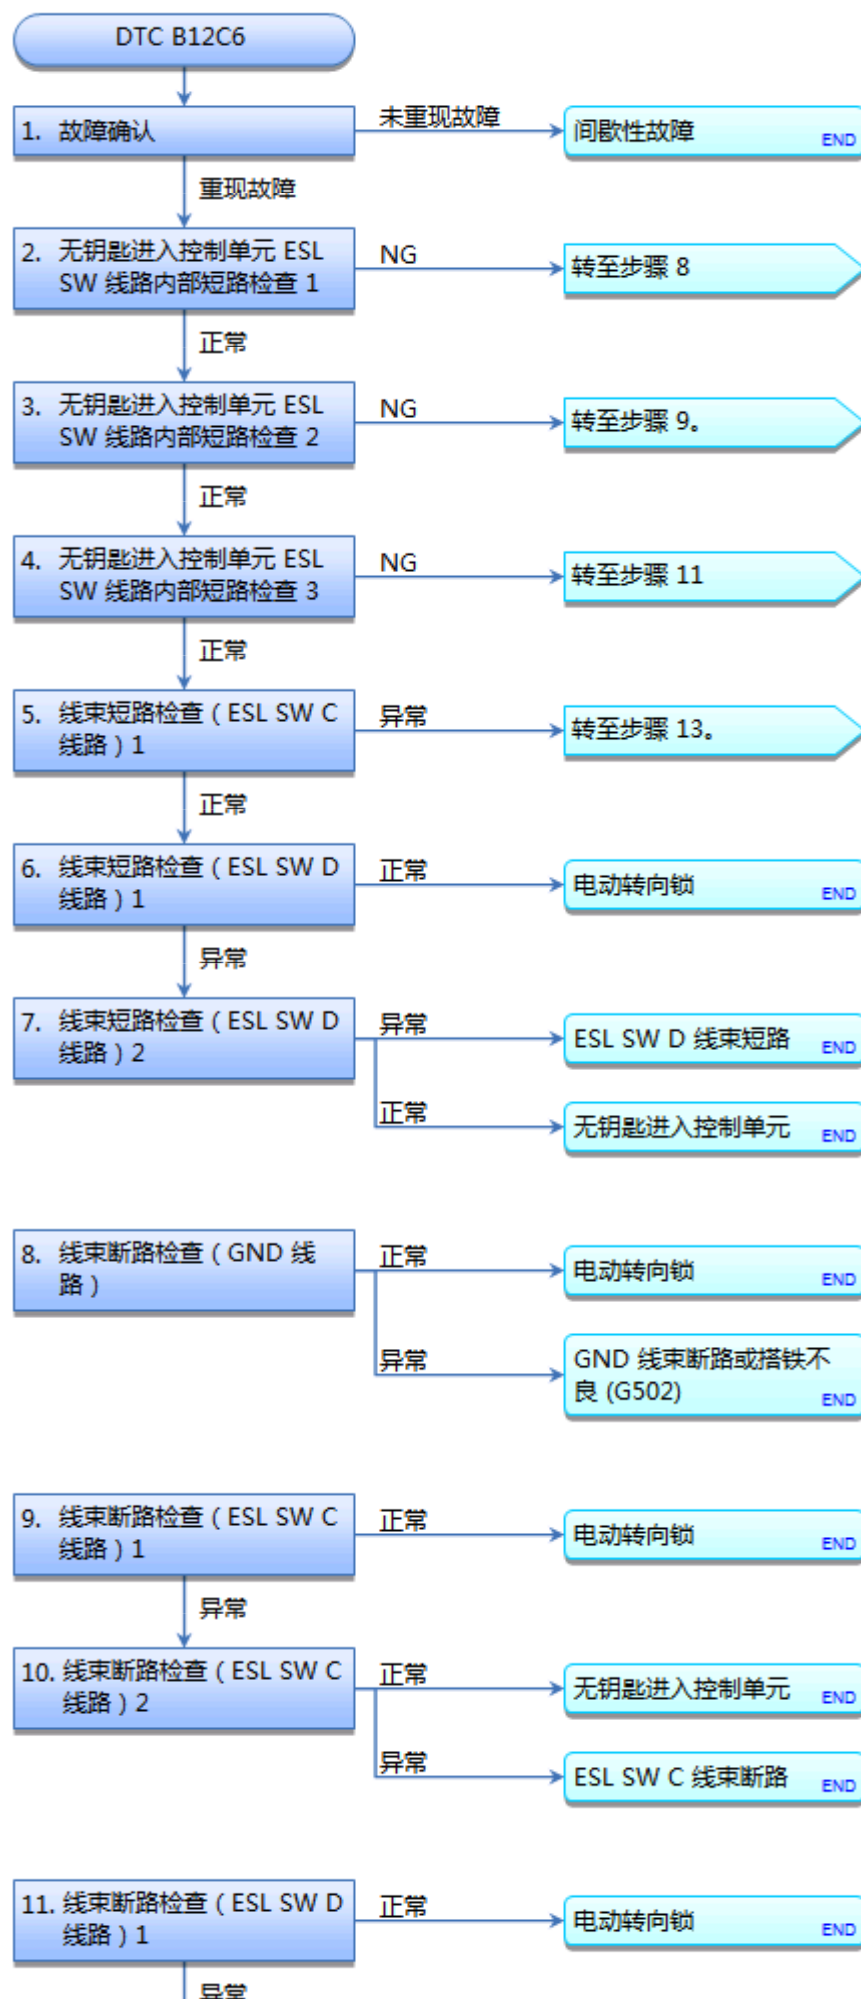 DTC B12C6
1. 故障确认
未重现故障
间歇性故障
END
重现故障
2. 无钥匙进入控制单元 ESL
SW 线路内部短路检查 1
NG
转至步骤 8
正常
3. 无钥匙进入控制单元 ESL
SW 线路内部短路检查 2
NG
转至步骤 9。
正常
4. 无钥匙进入控制单元 ESL
SW 线路内部短路检查 3
NG
转至步骤 11
正常
5. 线束短路检查（ESL SW C
线路）1
异常
转至步骤 13。
正常
6. 线束短路检查（ESL SW D
线路）1
正常
电动转向锁
END
异常
7. 线束短路检查（ESL SW D
线路）2
异常
ESL SW D 线束短路
END
正常
无钥匙进入控制单元
END
8. 线束断路检查（GND 线
路）
正常
电动转向锁
END
异常
GND 线束断路或搭铁不
良 (G502)
END
9. 线束断路检查（ESL SW C
线路）1
正常
电动转向锁
END
异常
10. 线束断路检查（ESL SW C
线路）2
正常
无钥匙进入控制单元
END
异常
ESL SW C 线束断路
END
11. 线束断路检查（ESL SW D
线路）1
正常
电动转向锁
END
异常